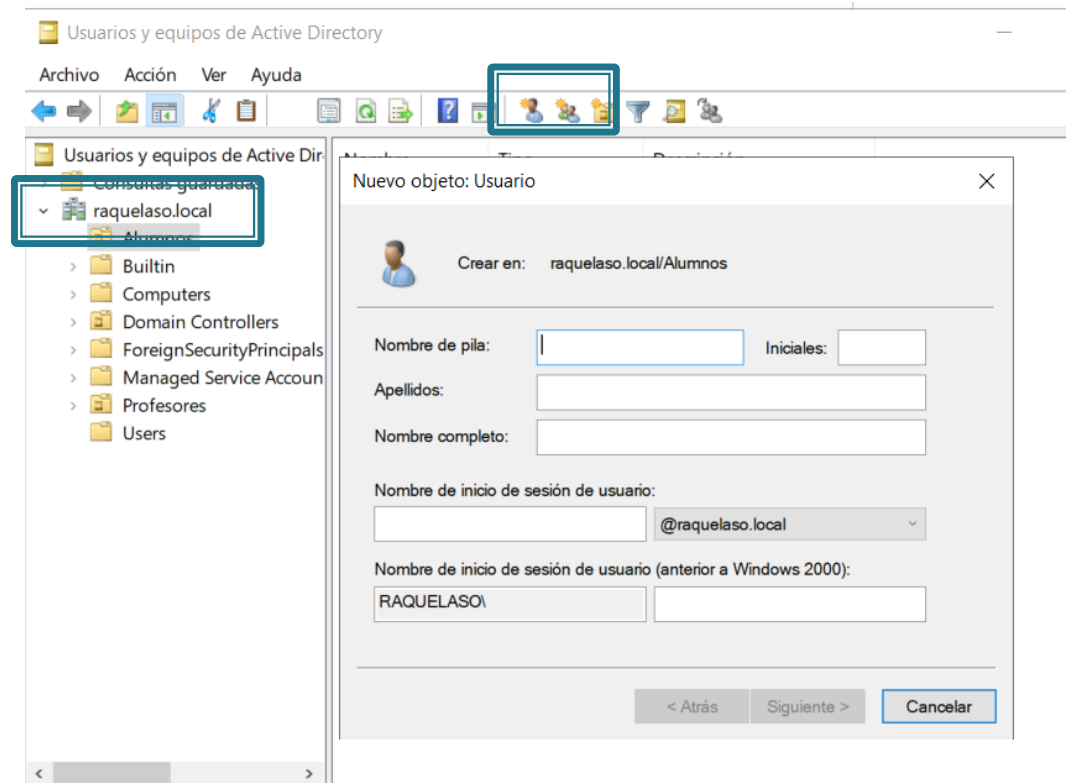 Usuarios y equipos de Active Directory
Archivo Acción Ver Ayuda
Usuarios y equipos de Active Dir
Nombre Tipo Descripción
Consultas guardadas
raquelaso.local
Alumnos
Builtin
Computers
Domain Controllers
ForeignSecurityPrincipals
Managed Service Accoun
Profesores
Users
Nuevo objeto: Usuario
Crear en: raquelaso.local/Alumnos
Nombre de pila:
Iniciales:
Apellidos:
Nombre completo:
Nombre de inicio de sesión de usuario:
@raquelaso.local
Nombre de inicio de sesión de usuario (anterior a Windows 2000):
RAQUELASO\
< Atrás Siguiente > Cancelar